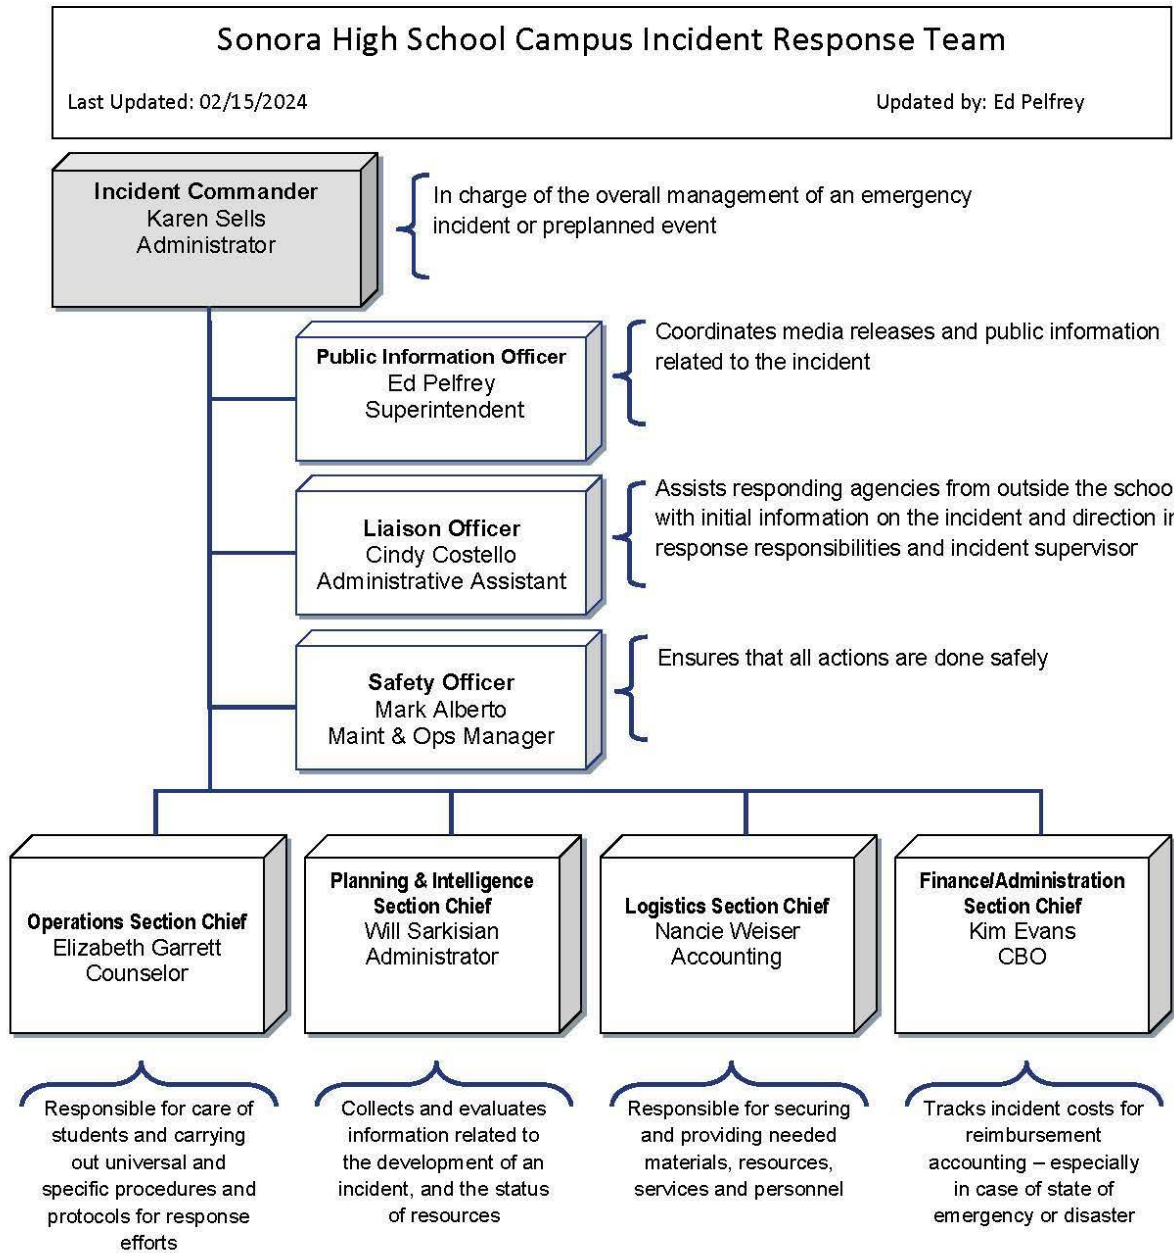 Sonora High School Campus Incident Response Team
Last Updated: 02/15/2024
Updated by: Ed Pelfrey
Incident Commander
Karen Sells
Administrator
In charge of the overall management of an emergency
incident or preplanned event
Public Information Officer
Ed Pelfrey
Superintendent
Coordinates media releases and public information
related to the incident
Liaison Officer
Cindy Costello
Administrative Assistant
Assists responding agencies from outside the schoo
with initial information on the incident and direction in
response responsibilities and incident supervisor
Safety Officer
Mark Alberto
Maint & Ops Manager
Ensures that all actions are done safely
Operations Section Chief
Elizabeth Garrett
Counselor
Planning & Intelligence
Section Chief
Will Sarkisian
Administrator
Logistics Section Chief
Nancie Weiser
Accounting
Finance/Administration
Section Chief
Kim Evans
CBO
Responsible for care of
students and carrying
out universal and
specific procedures and
protocols for response
efforts
Collects and evaluates
information related to
the development of an
incident, and the status
of resources
Responsible for securing
and providing needed
materials, resources,
services and personnel
Tracks incident costs for
reimbursement
accounting – especially
in case of state of
emergency or disaster